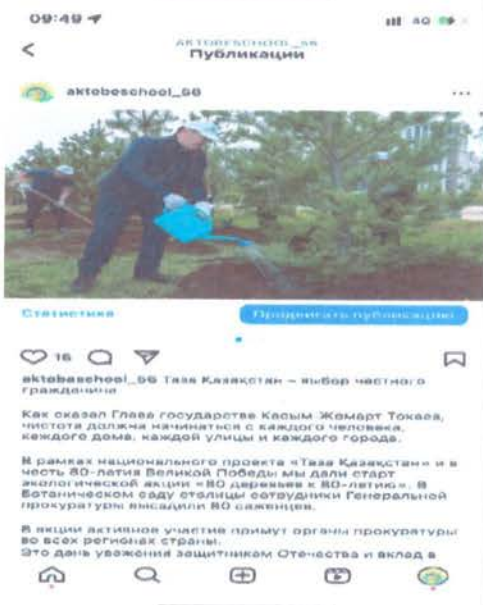 09:49
4G
AKTOBESCHOOL_56
Публикации
aktobeschool_56
Статистика
Продвигать публикацию
16
aktobeschool_56 Таза Казакстан – выбор честного
гражданина
Как сказал Глава государства Касым-Жомарт Токаев,
чистота должна начинаться с каждого человека,
каждого дома, каждой улицы и каждого города.
В рамках национального проекта «Таза Қазақстан» и в
честь 80-летия Великой Победы мы дали старт
экологической акции «80 деревьев к 80-летию». В
Ботаническом саду столицы сотрудники Генеральной
прокуратуры высадили 80 саженцев.
В акции активное участие примут органы прокуратуры
во всех регионах страны.
Это дань уважения защитникам Отечества и вклад в